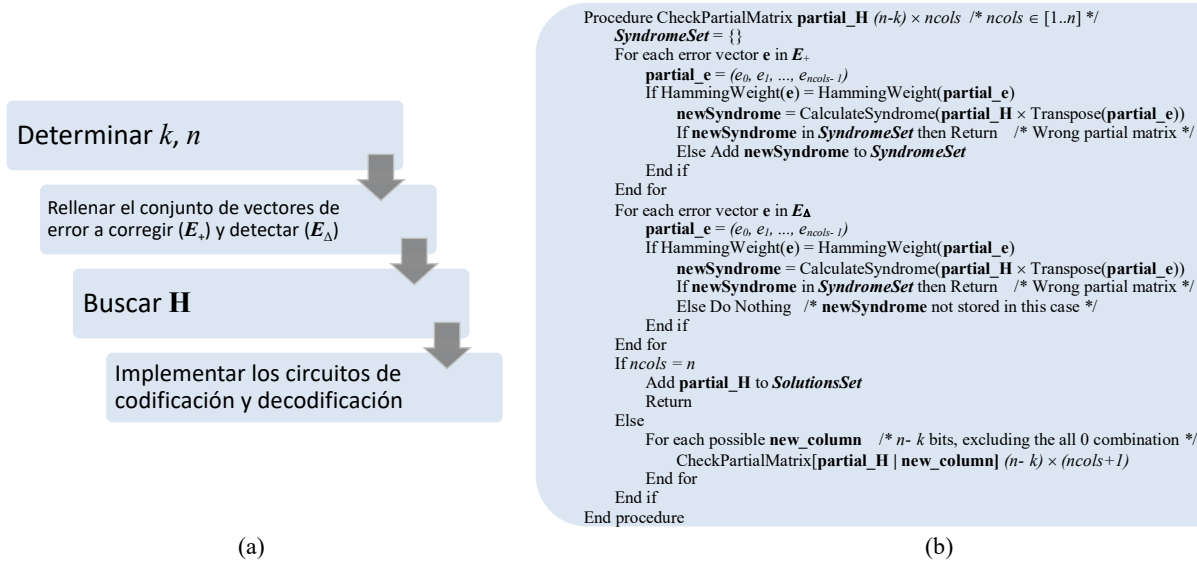 Determinar k, n
Rellenar el conjunto de vectores de
error a corregir (E₊) y detectar (E_Δ)
Buscar H
Implementar los circuitos de
codificación y decodificación
(a)
Procedure CheckPartialMatrix partial_H (n-k) × ncols /* ncols ∈ [1..n] */
SyndromeSet = {}
For each error vector e in E₊
partial_e = (e₀, e₁, ..., e_ncols-1)
If HammingWeight(e) = HammingWeight(partial_e)
newSyndrome = CalculateSyndrome(partial_H × Transpose(partial_e))
If newSyndrome in SyndromeSet then Return /* Wrong partial matrix */
Else Add newSyndrome to SyndromeSet
End if
End for
For each error vector e in E_Δ
partial_e = (e₀, e₁, ..., e_ncols-1)
If HammingWeight(e) = HammingWeight(partial_e)
newSyndrome = CalculateSyndrome(partial_H × Transpose(partial_e))
If newSyndrome in SyndromeSet then Return /* Wrong partial matrix */
Else Do Nothing /* newSyndrome not stored in this case */
End if
End for
If ncols = n
Add partial_H to SolutionsSet
Return
Else
For each possible new_column /* n- k bits, excluding the all 0 combination */
CheckPartialMatrix[partial_H | new_column] (n- k) × (ncols+1)
End for
End if
End procedure
(b)